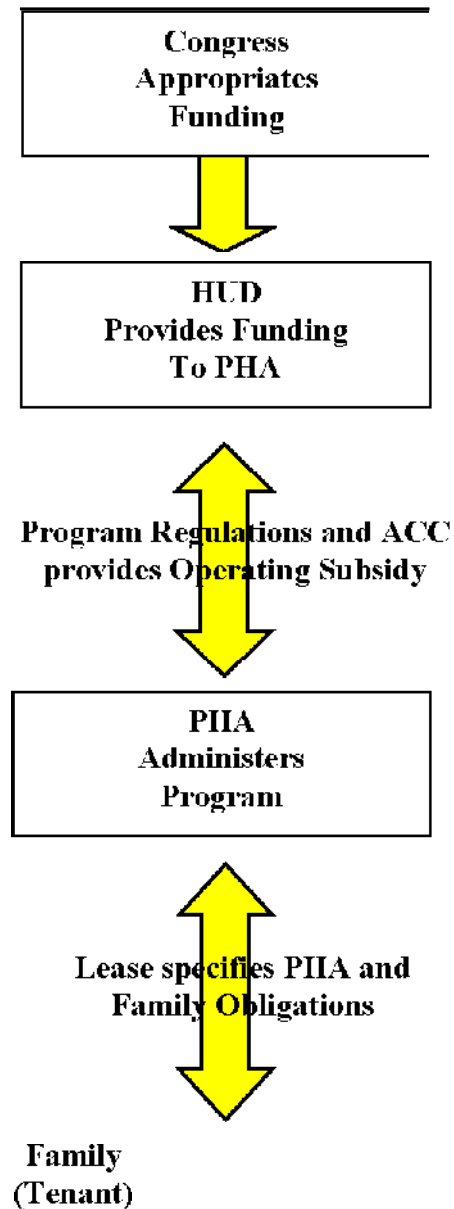 Congress
Appropriates
Funding
HUD
Provides Funding
To PHA
Program Regulations and ACC
provides Operating Subsidy
PHA
Administers
Program
Lease specifies PHA and
Family Obligations
Family
(Tenant)